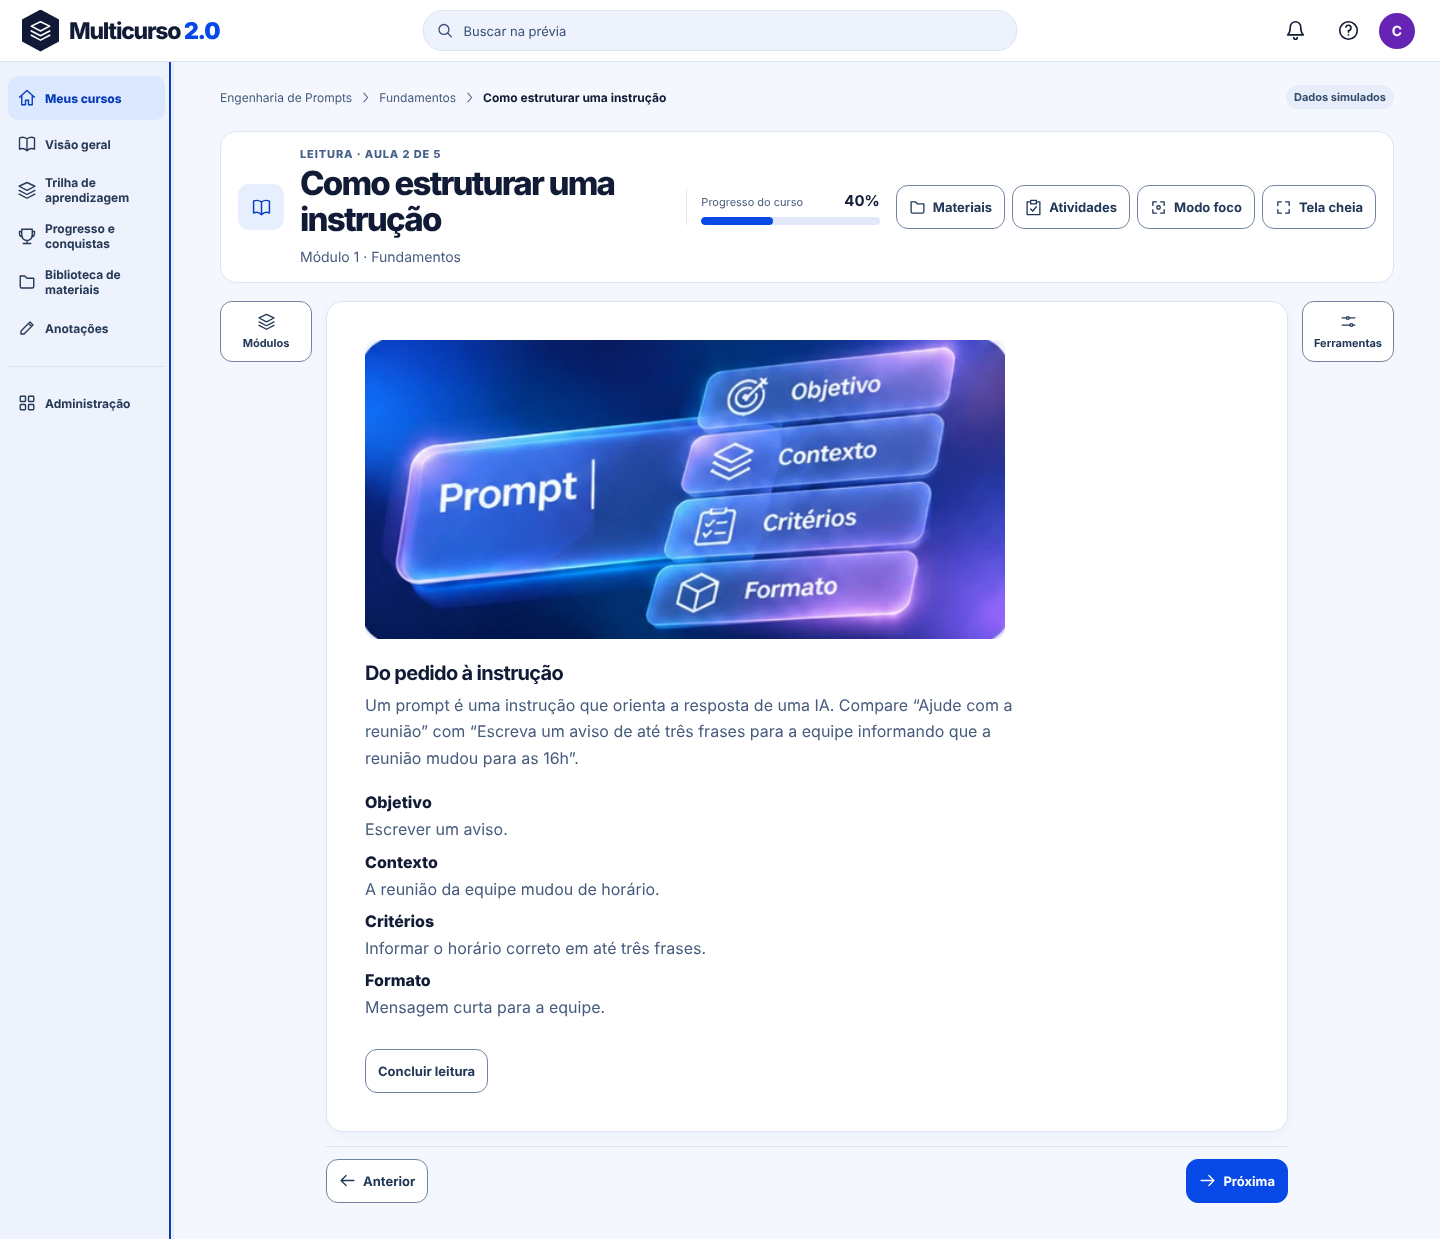 Multicurso 2.0
Buscar na prévia
C
Meus cursos
Visão geral
Trilha de
aprendizagem
Progresso e
conquistas
Biblioteca de
materiais
Anotações
Administração
Engenharia de Prompts > Fundamentos > Como estruturar uma instrução
Dados simulados
LEITURA · AULA 2 DE 5
Como estruturar uma
instrução
Módulo 1 · Fundamentos
Progresso do curso 40%
Materiais
Atividades
Modo foco
Tela cheia
Módulos
Ferramentas
Prompt |
Objetivo
Contexto
Critérios
Formato
Do pedido à instrução
Um prompt é uma instrução que orienta a resposta de uma IA. Compare “Ajude com a
reunião” com “Escreva um aviso de até três frases para a equipe informando que a
reunião mudou para as 16h”.
Objetivo
Escrever um aviso.
Contexto
A reunião da equipe mudou de horário.
Critérios
Informar o horário correto em até três frases.
Formato
Mensagem curta para a equipe.
Concluir leitura
Anterior
Próxima